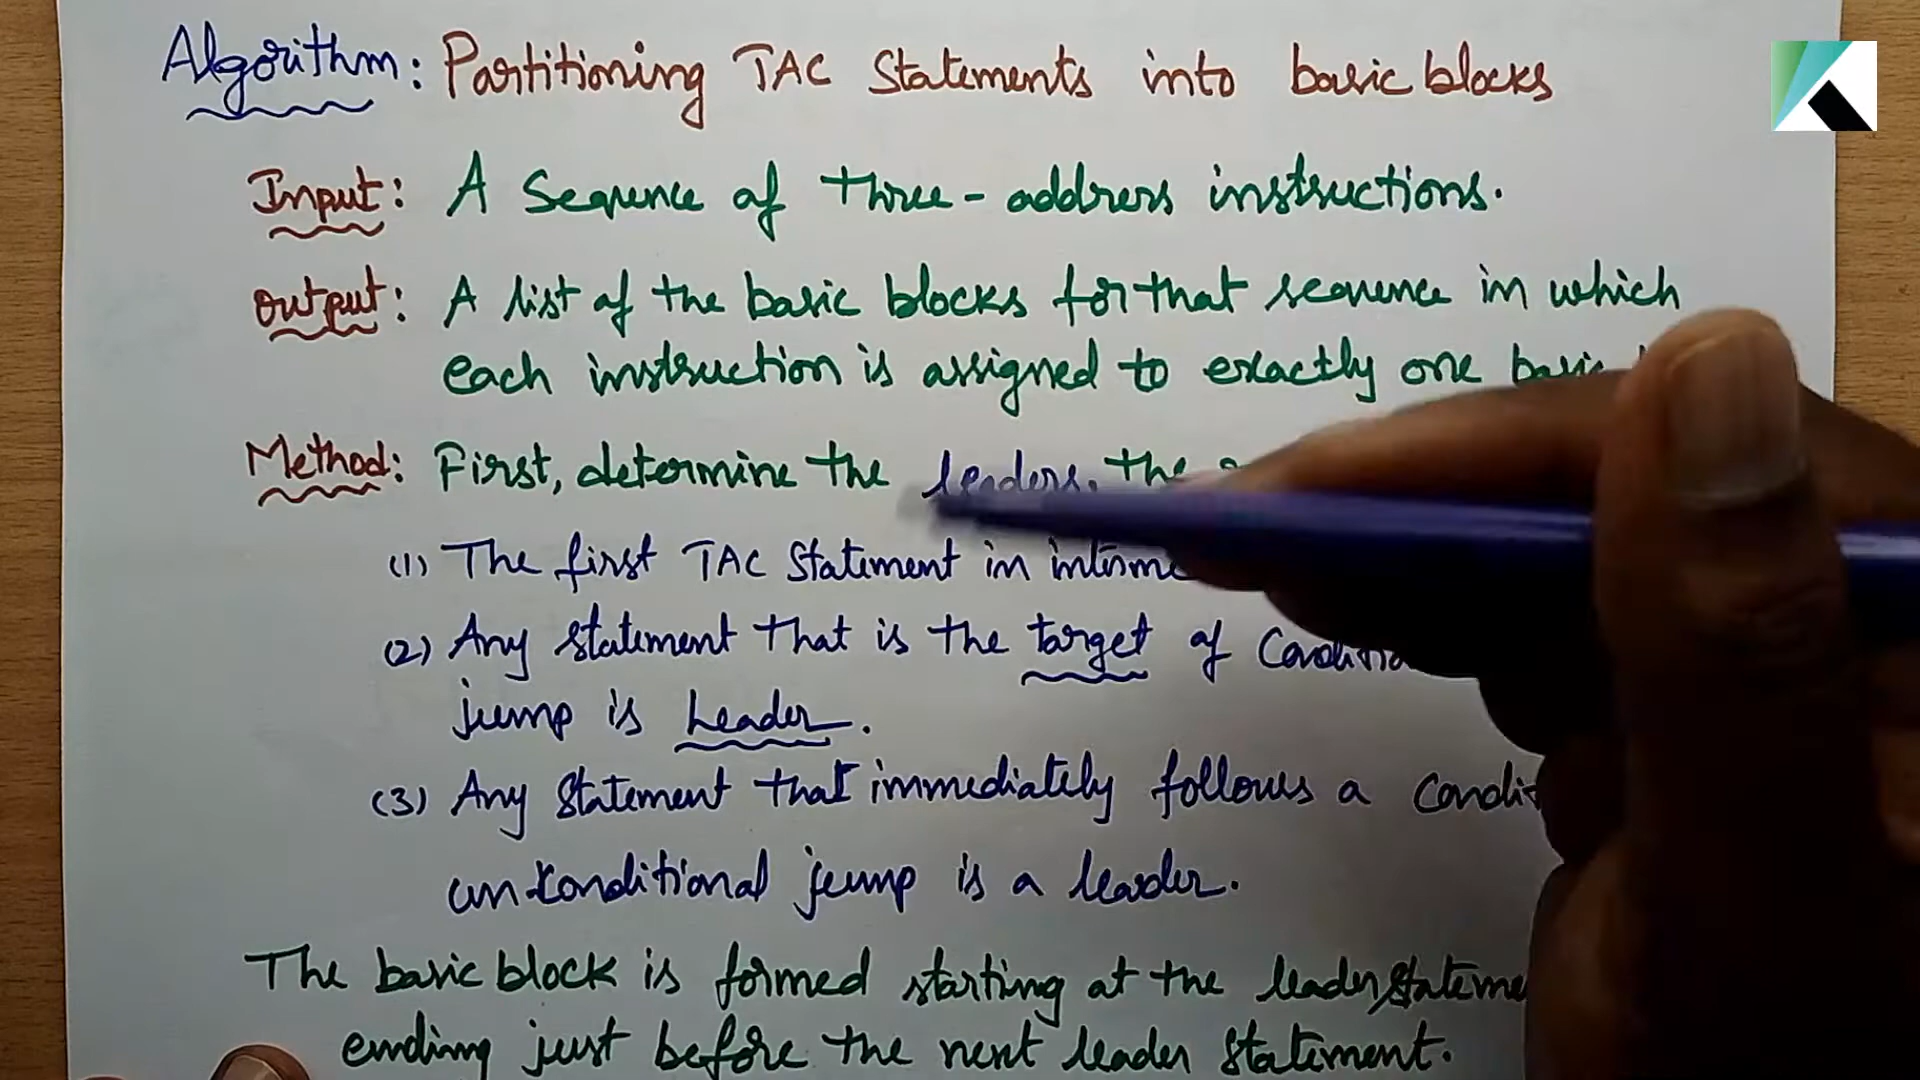 Algorithm: Partitioning TAC Statements into basic blocks
Input: A Sequence of three-address instructions.
Output: A list of the basic blocks for that sequence in which
each instruction is assigned to exactly one basic
Method: First, determine the leaders. The
(1) The first TAC Statement in
(2) Any statement that is the target of
jump is Leader.
(3) Any Statement that immediately follows a
unconditional jump is a leader.
The basic block is formed starting at the leader
ending just before the next leader statement.